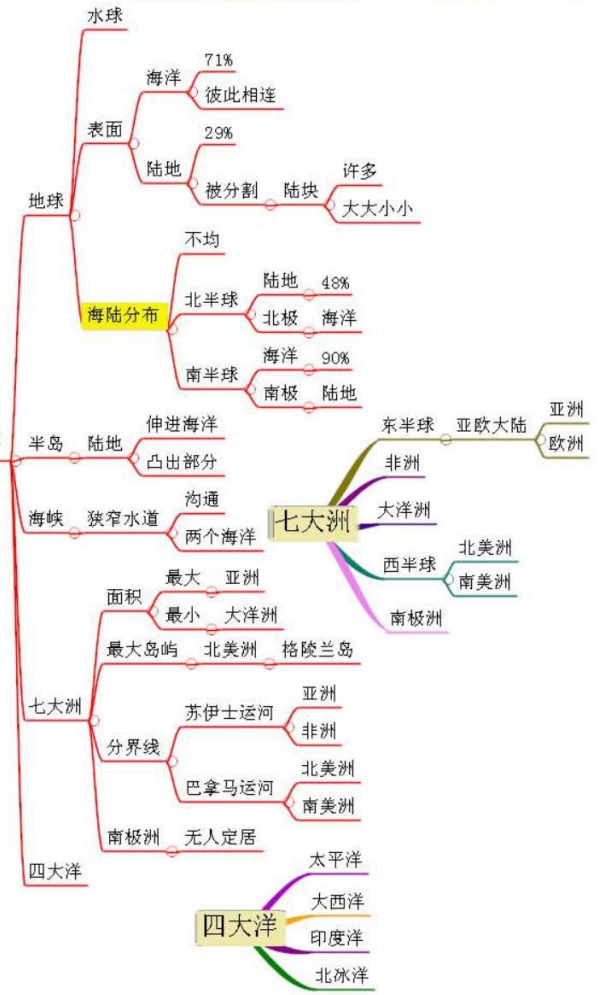 水球
71%
海洋
彼此相连
表面
29%
陆地
许多
被分割
陆块
大大小小
地球
不均
陆地
48%
北半球
北极
海洋
海陆分布
海洋
90%
南半球
南极
陆地
伸进海洋
半岛
陆地
凸出部分
沟通
海峡
狭窄水道
两个海洋
最大
亚洲
面积
最小
大洋洲
最大岛屿
北美洲
格陵兰岛
七大洲
亚洲
苏伊士运河
非洲
分界线
北美洲
巴拿马运河
南美洲
南极洲
无人定居
四大洋
七大洲
东半球
亚欧大陆
亚洲
欧洲
非洲
大洋洲
西半球
北美洲
南美洲
南极洲
四大洋
太平洋
大西洋
印度洋
北冰洋